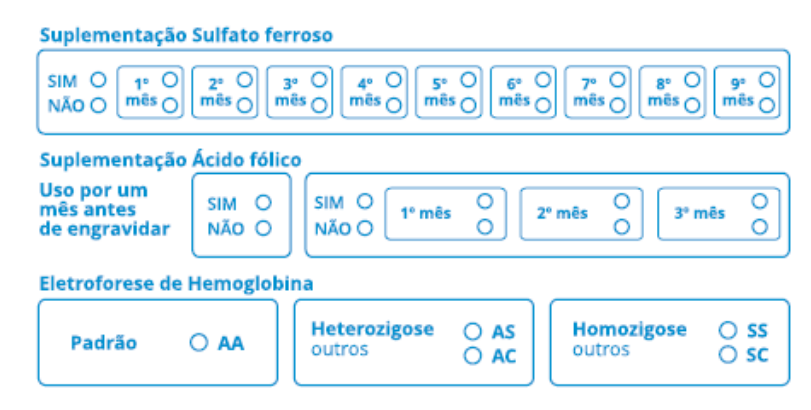 Suplementação Sulfato ferroso
SIM 1º 2º 3º 4º 5º 6º 7º 8º 9º
NÃO mês mês mês mês mês mês mês mês mês
Suplementação Ácido fólico
Uso por um
mês antes
de engravidar
SIM
NÃO
SIM
NÃO
1º mês
2º mês
3º mês
Eletroforese de Hemoglobina
Padrão
AA
Heterozigose
outros
AS
AC
Homozigose
outros
SS
SC